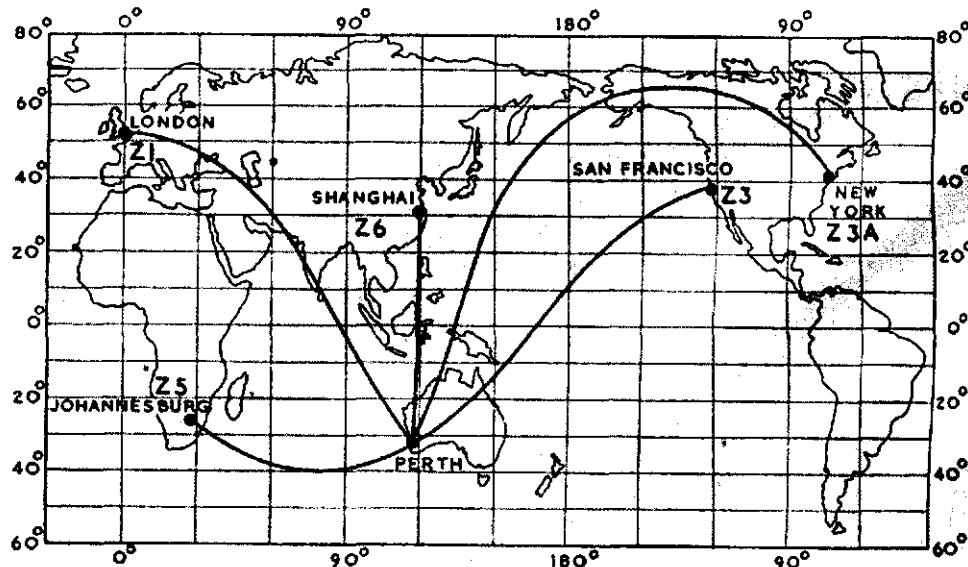 0° 90° 180° 90°
80° 80°
60° 60°
LONDON
Z1
40° 40°
SAN FRANCISCO
Z3
SHANGHAI
Z6
NEW
YORK
Z3A
20° 20°
0° 0°
Z5
JOHANNESBURG
20° 20°
PERTH
40° 40°
60° 60°
0° 90° 180° 90°